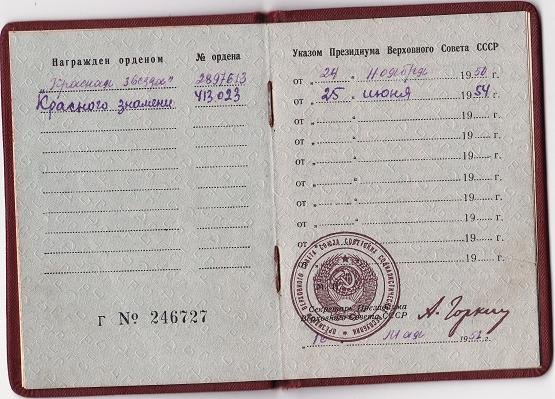 Награжден орденом
№ ордена
„Красная звезда"
2897613
Красного знамени
413023
Г № 246727
Указом Президиума Верховного Совета СССР
от „ 24 " ноября 1950 г.
от „ 25 " июня 1954 г.
от „ " 19 г.
от „ " 19 г.
от „ " 19 г.
от „ " 19 г.
от „ " 19 г.
от „ " 19 г.
от „ " 19 г.
19 г.
Секретарь Президиума
Верховного Совета СССР
А. Горкин
мая 195 г.